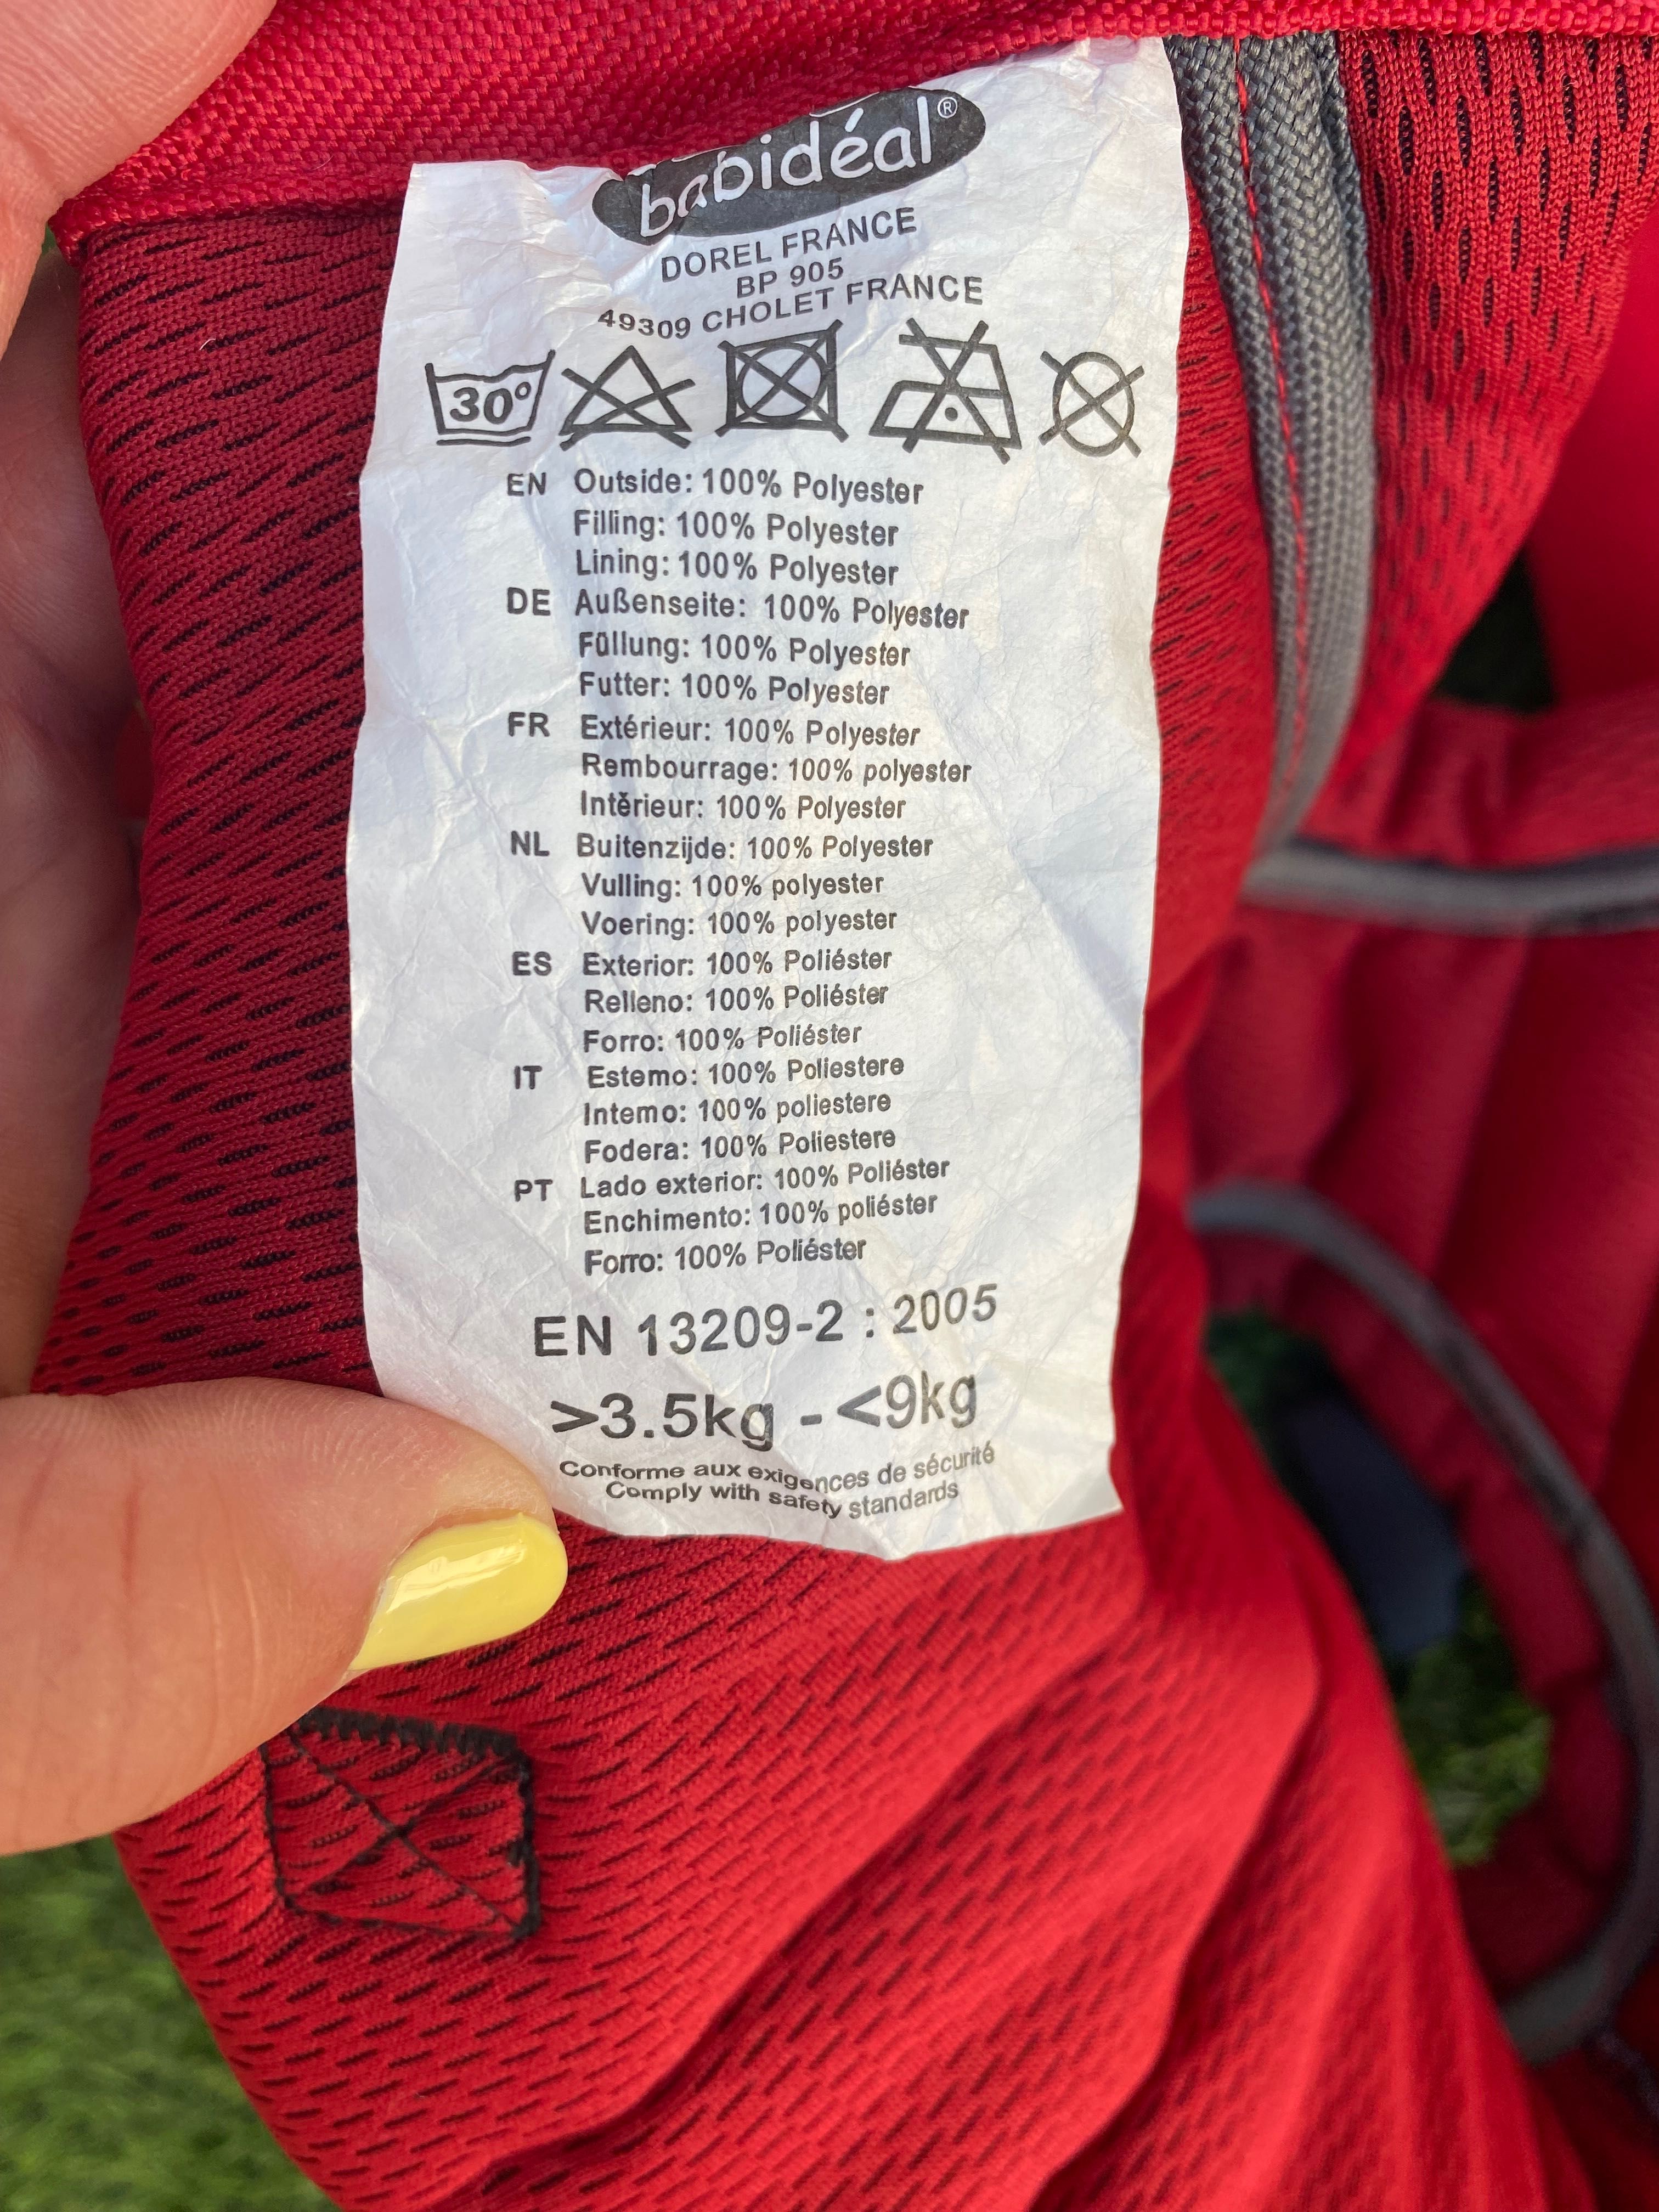 babidéal®
DOREL FRANCE
BP 905
49309 CHOLET FRANCE
30°
EN Outside: 100% Polyester
Filling: 100% Polyester
Lining: 100% Polyester
DE Außenseite: 100% Polyester
Füllung: 100% Polyester
Futter: 100% Polyester
FR Extérieur: 100% Polyester
Rembourrage: 100% polyester
Intěrieur: 100% Polyester
NL Buitenzijde: 100% Polyester
Vulling: 100% polyester
Voering: 100% polyester
ES Exterior: 100% Poliéster
Relleno: 100% Poliéster
Forro: 100% Poliéster
IT Estemo: 100% Poliestere
Intemo: 100% poliestere
Fodera: 100% Poliestere
PT Lado exterior: 100% Poliéster
Enchimento: 100% poliéster
Forro: 100% Poliéster
EN 13209-2 : 2005
>3.5kg - <9kg
Conforme aux exigences de sécurité
Comply with safety standards